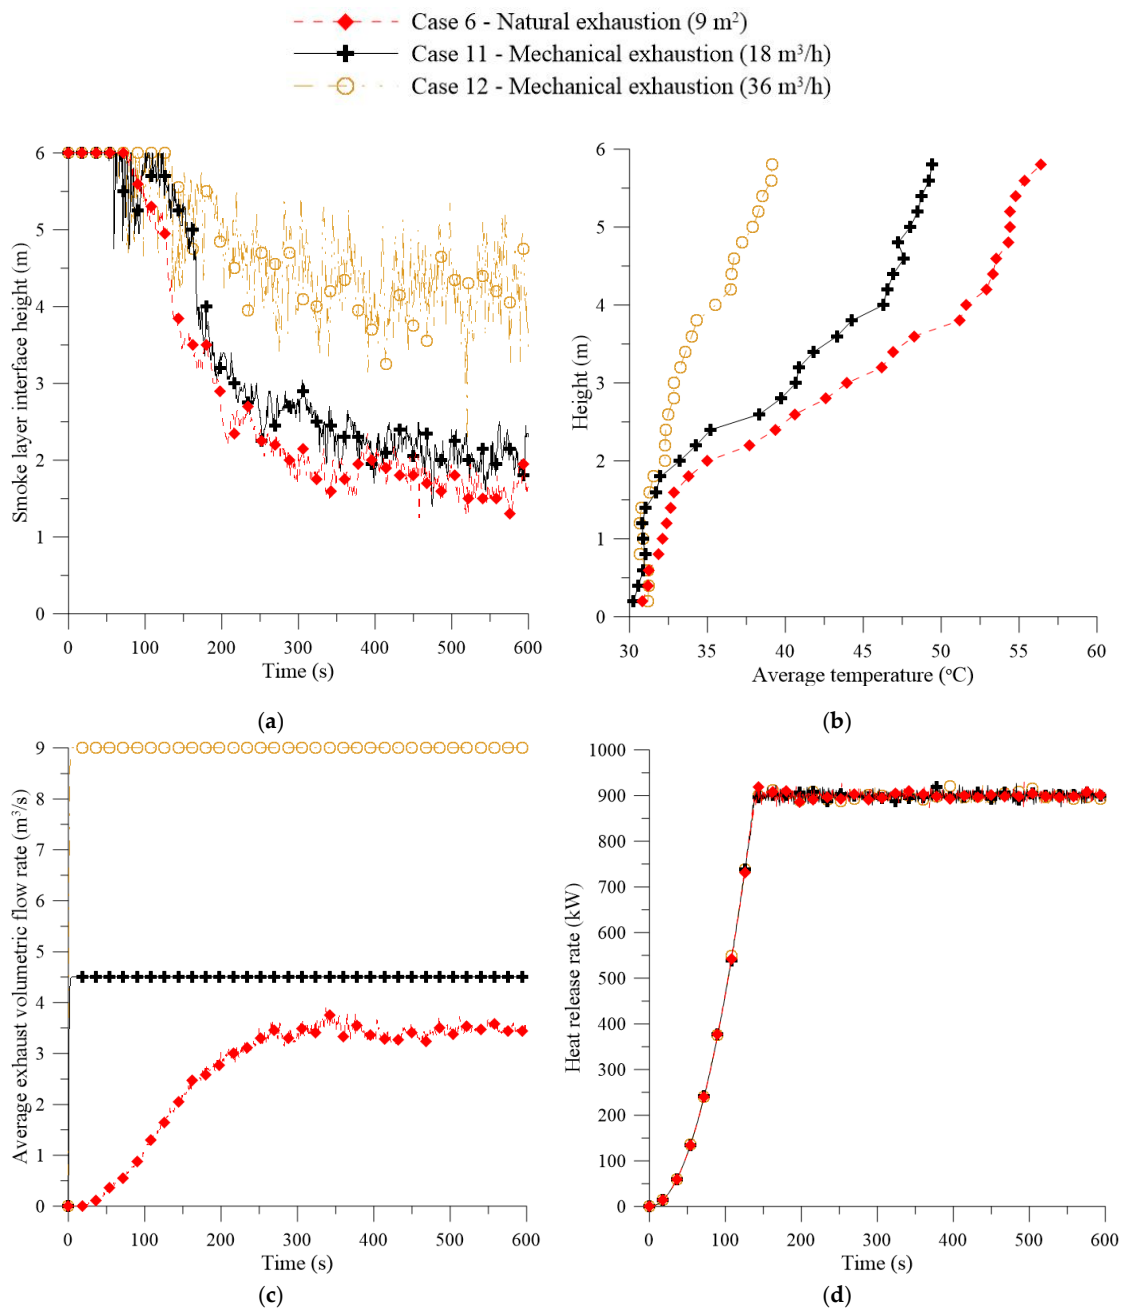 Case 6 - Natural exhaustion (9 m²)
Case 11 - Mechanical exhaustion (18 m³/h)
Case 12 - Mechanical exhaustion (36 m³/h)
6
5
4
3
2
1
0
Smoke layer interface height (m)
0 100 200 300 400 500 600
Time (s)
(a)
6
5
4
3
2
1
0
Height (m)
30 35 40 45 50 55 60
Average temperature (°C)
(b)
9
8
7
6
5
4
3
2
1
0
Average exhaust volumetric flow rate (m³/s)
0 100 200 300 400 500 600
Time (s)
(c)
1000
900
800
700
600
500
400
300
200
100
0
Heat release rate (kW)
0 100 200 300 400 500 600
Time (s)
(d)